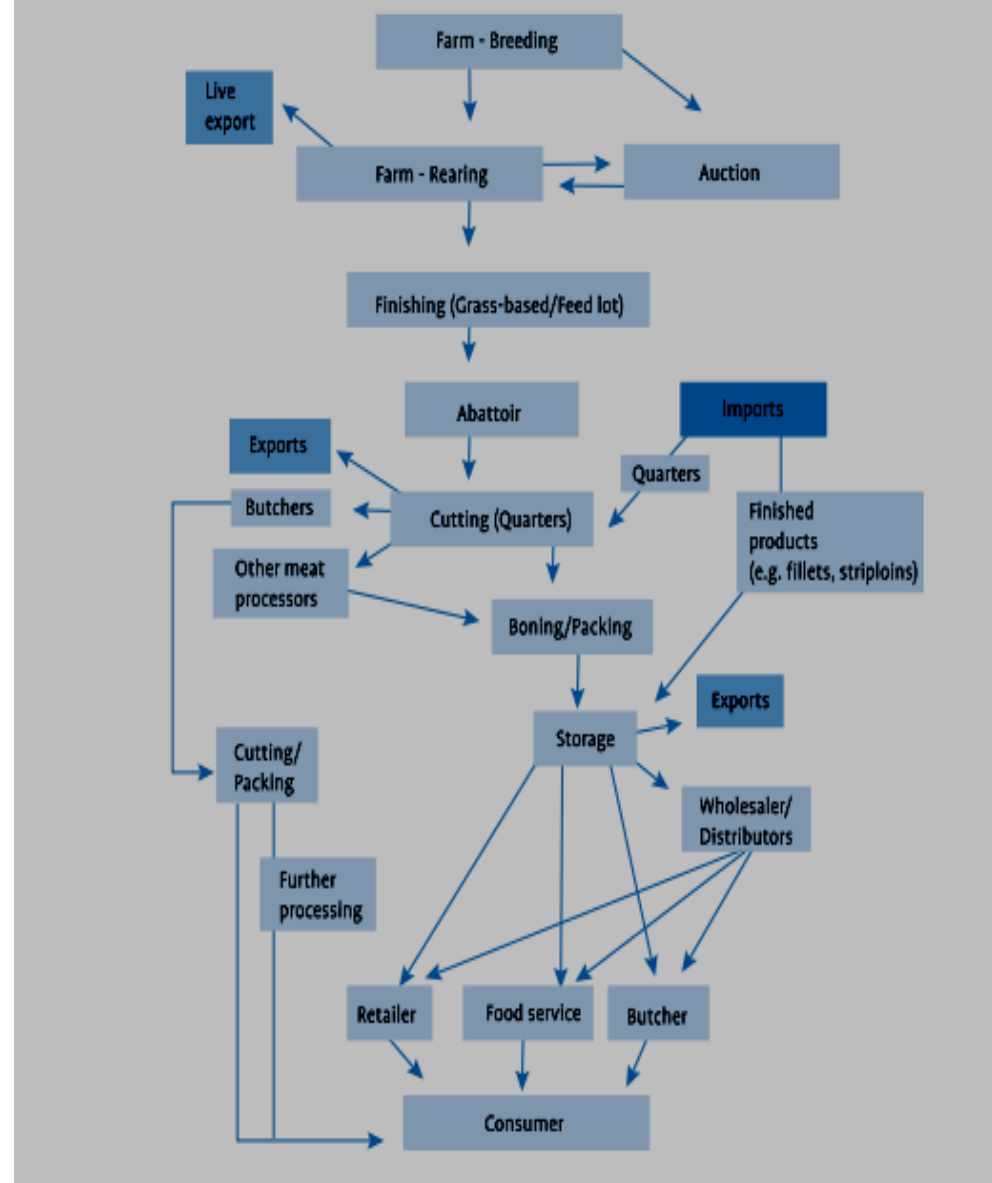 Farm - Breeding
Live
export
Farm - Rearing
Auction
Finishing (Grass-based/Feed lot)
Abattoir
Imports
Exports
Quarters
Butchers
Cutting (Quarters)
Finished
products
(e.g. fillets, striploins)
Other meat
processors
Boning/Packing
Exports
Storage
Cutting/
Packing
Wholesaler/
Distributors
Further
processing
Retailer
Food service
Butcher
Consumer